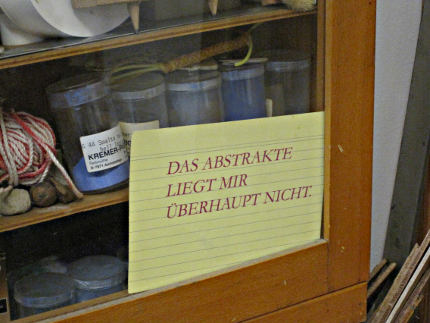 KREMER
DAS ABSTRAKTE
LIEGT MIR
ÜBERHAUPT NICHT.